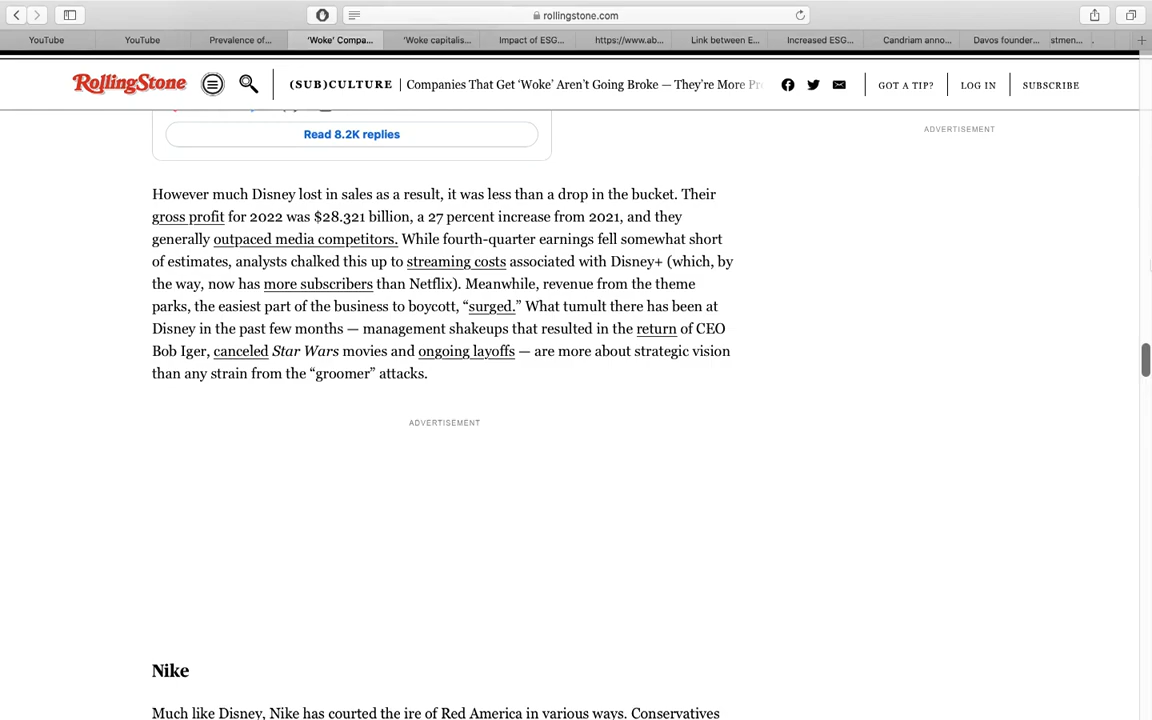 rollingstone.com
YouTube
YouTube
Prevalence of...
'Woke' Compa...
'Woke capitalis...
Impact of ESG...
https://www.ab...
Link between E...
Increased ESG...
Candriam anno...
Davos founder...
stmen...
RollingStone
(SUB)CULTURE | Companies That Get ‘Woke’ Aren’t Going Broke — They’re More Pr
GOT A TIP?
LOG IN
SUBSCRIBE
Read 8.2K replies
ADVERTISEMENT
However much Disney lost in sales as a result, it was less than a drop in the bucket. Their
gross profit for 2022 was $28.321 billion, a 27 percent increase from 2021, and they
generally outpaced media competitors. While fourth-quarter earnings fell somewhat short
of estimates, analysts chalked this up to streaming costs associated with Disney+ (which, by
the way, now has more subscribers than Netflix). Meanwhile, revenue from the theme
parks, the easiest part of the business to boycott, “surged.” What tumult there has been at
Disney in the past few months — management shakeups that resulted in the return of CEO
Bob Iger, canceled Star Wars movies and ongoing layoffs — are more about strategic vision
than any strain from the “groomer” attacks.
ADVERTISEMENT
Nike
Much like Disney, Nike has courted the ire of Red America in various ways. Conservatives